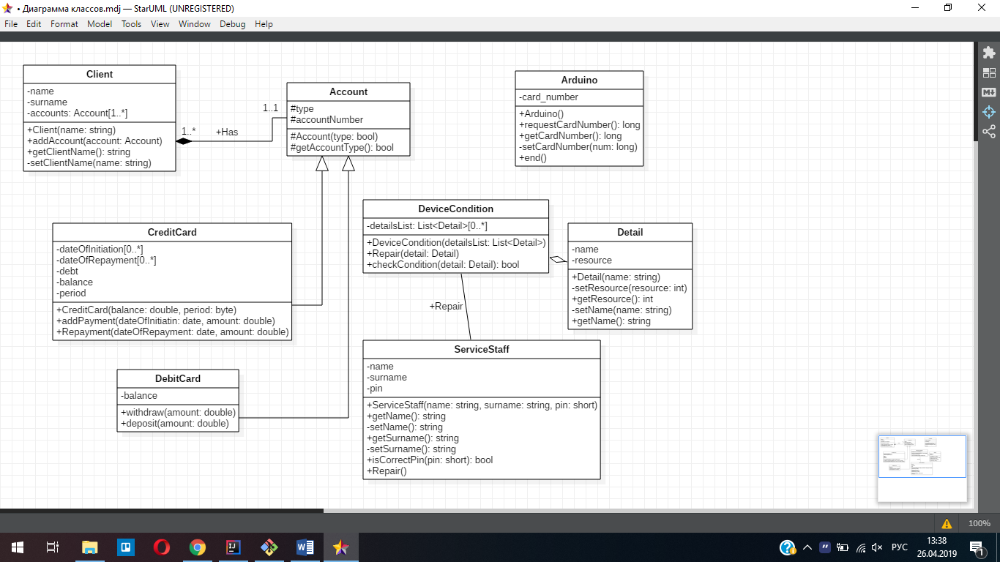 • Диаграмма классов.mdj — StarUML (UNREGISTERED)
File Edit Format Model Tools View Window Debug Help
Client
-name
-surname
-accounts: Account[1..*]
+Client(name: string)
+addAccount(account: Account)
+getClientName(): string
-setClientName(name: string)
1..*
+Has
1..1
Account
#type
#accountNumber
#Account(type: bool)
#getAccountType(): bool
Arduino
-card_number
+Arduino()
+requestCardNumber(): long
+getCardNumber(): long
-setCardNumber(num: long)
+end()
CreditCard
-dateOfInitiation[0..*]
-dateOfRepayment[0..*]
-debt
-balance
-period
+CreditCard(balance: double, period: byte)
+addPayment(dateOfInitiatin: date, amount: double)
+Repayment(dateOfRepayment: date, amount: double)
DeviceCondition
-detailsList: List<Detail>[0..*]
+DeviceCondition(detailsList: List<Detail>)
+Repair(detail: Detail)
+checkCondition(detail: Detail): bool
Detail
-name
-resource
+Detail(name: string)
-setResource(resource: int)
+getResource(): int
-setName(name: string)
+getName(): string
+Repair
DebitCard
-balance
+withdraw(amount: double)
+deposit(amount: double)
ServiceStaff
-name
-surname
-pin
+ServiceStaff(name: string, surname: string, pin: short)
+getName(): string
-setName(): string
+getSurname(): string
-setSurname(): string
+isCorrectPin(pin: short): bool
+Repair()
100%
РУС
13:38
26.04.2019
1